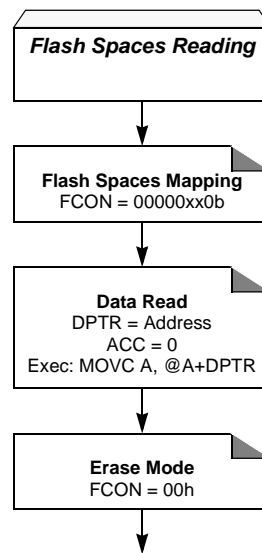 Flash Spaces Reading
Flash Spaces Mapping
FCON = 00000xx0b
Data Read
DPTR = Address
ACC = 0
Exec: MOVC A, @A+DPTR
Erase Mode
FCON = 00h